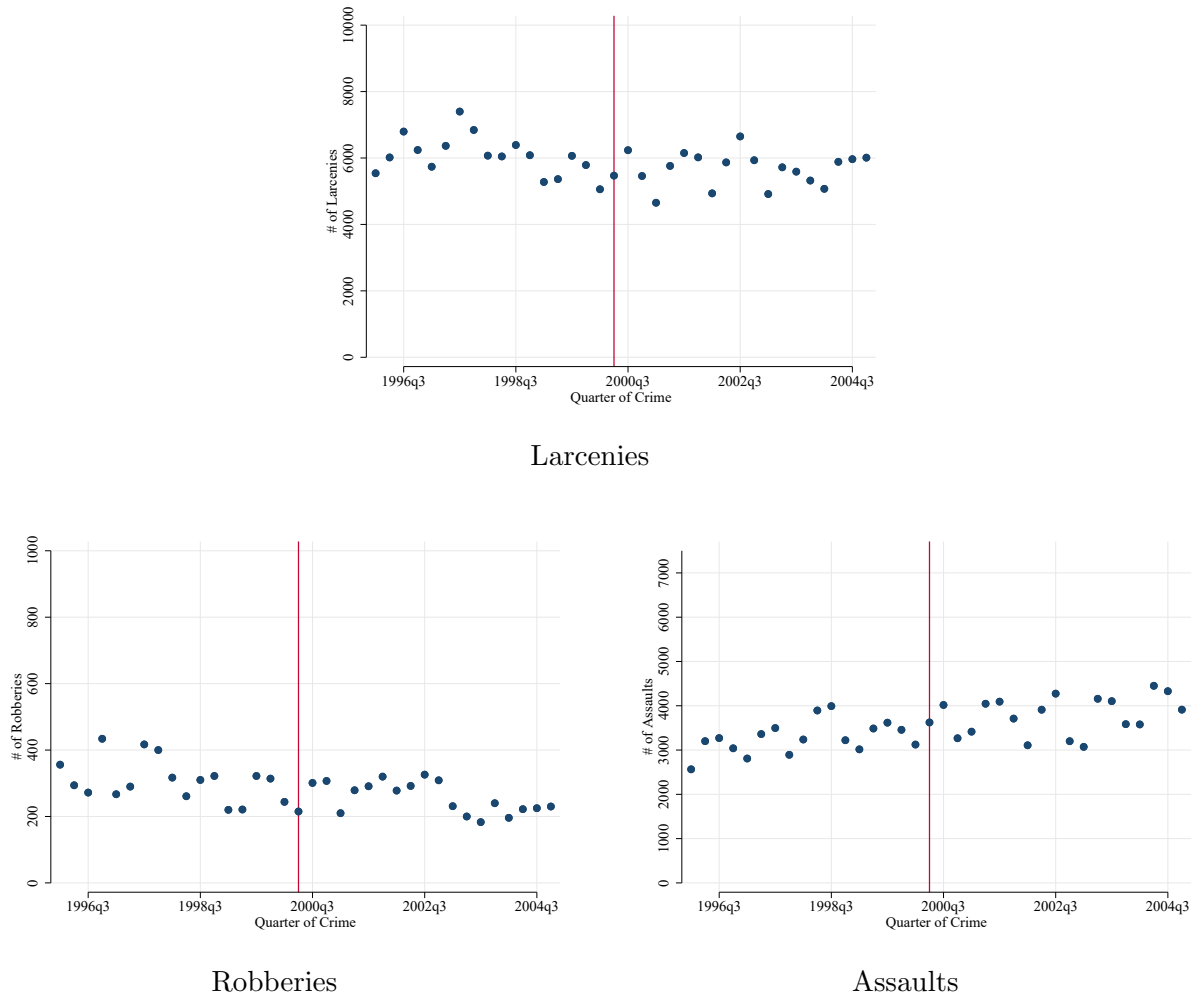 # of Larcenies
10000
8000
6000
4000
2000
0
1996q3 1998q3 2000q3 2002q3 2004q3
Quarter of Crime
Larcenies
# of Robberies
1000
800
600
400
200
0
1996q3 1998q3 2000q3 2002q3 2004q3
Quarter of Crime
Robberies
# of Assaults
7000
6000
5000
4000
3000
2000
1000
0
1996q3 1998q3 2000q3 2002q3 2004q3
Quarter of Crime
Assaults